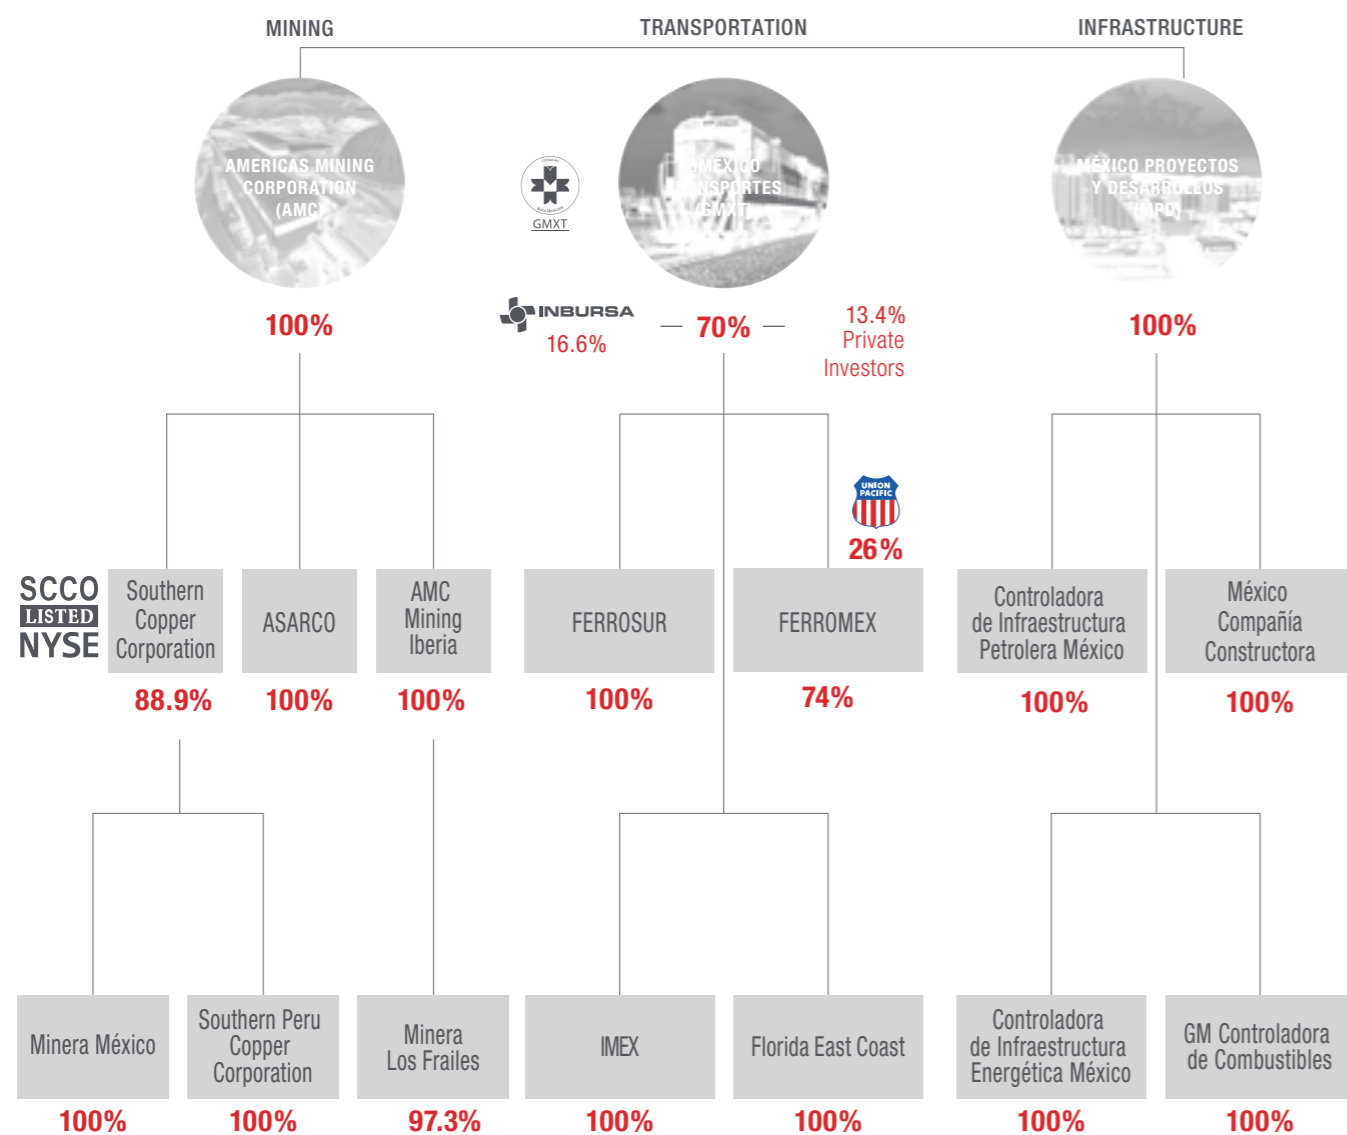 MINING
TRANSPORTATION
INFRASTRUCTURE
AMERICAS MINING
CORPORATION
(AMC)
GMXT
GMÉXICO
TRANSPORTES
(GMXT)
MÉXICO PROYECTOS
Y DESARROLLOS
(MPD)
100%
INBURSA
16.6%
70%
13.4%
Private
Investors
100%
UNION
PACIFIC
26%
SCCO
LISTED
NYSE
Southern
Copper
Corporation
88.9%
ASARCO
100%
AMC
Mining
Iberia
100%
FERROSUR
100%
FERROMEX
74%
Controladora
de Infraestructura
Petrolera México
100%
México
Compañía
Constructora
100%
Minera México
100%
Southern Peru
Copper
Corporation
100%
Minera
Los Frailes
97.3%
IMEX
100%
Florida East Coast
100%
Controladora
de Infraestructura
Energética México
100%
GM Controladora
de Combustibles
100%